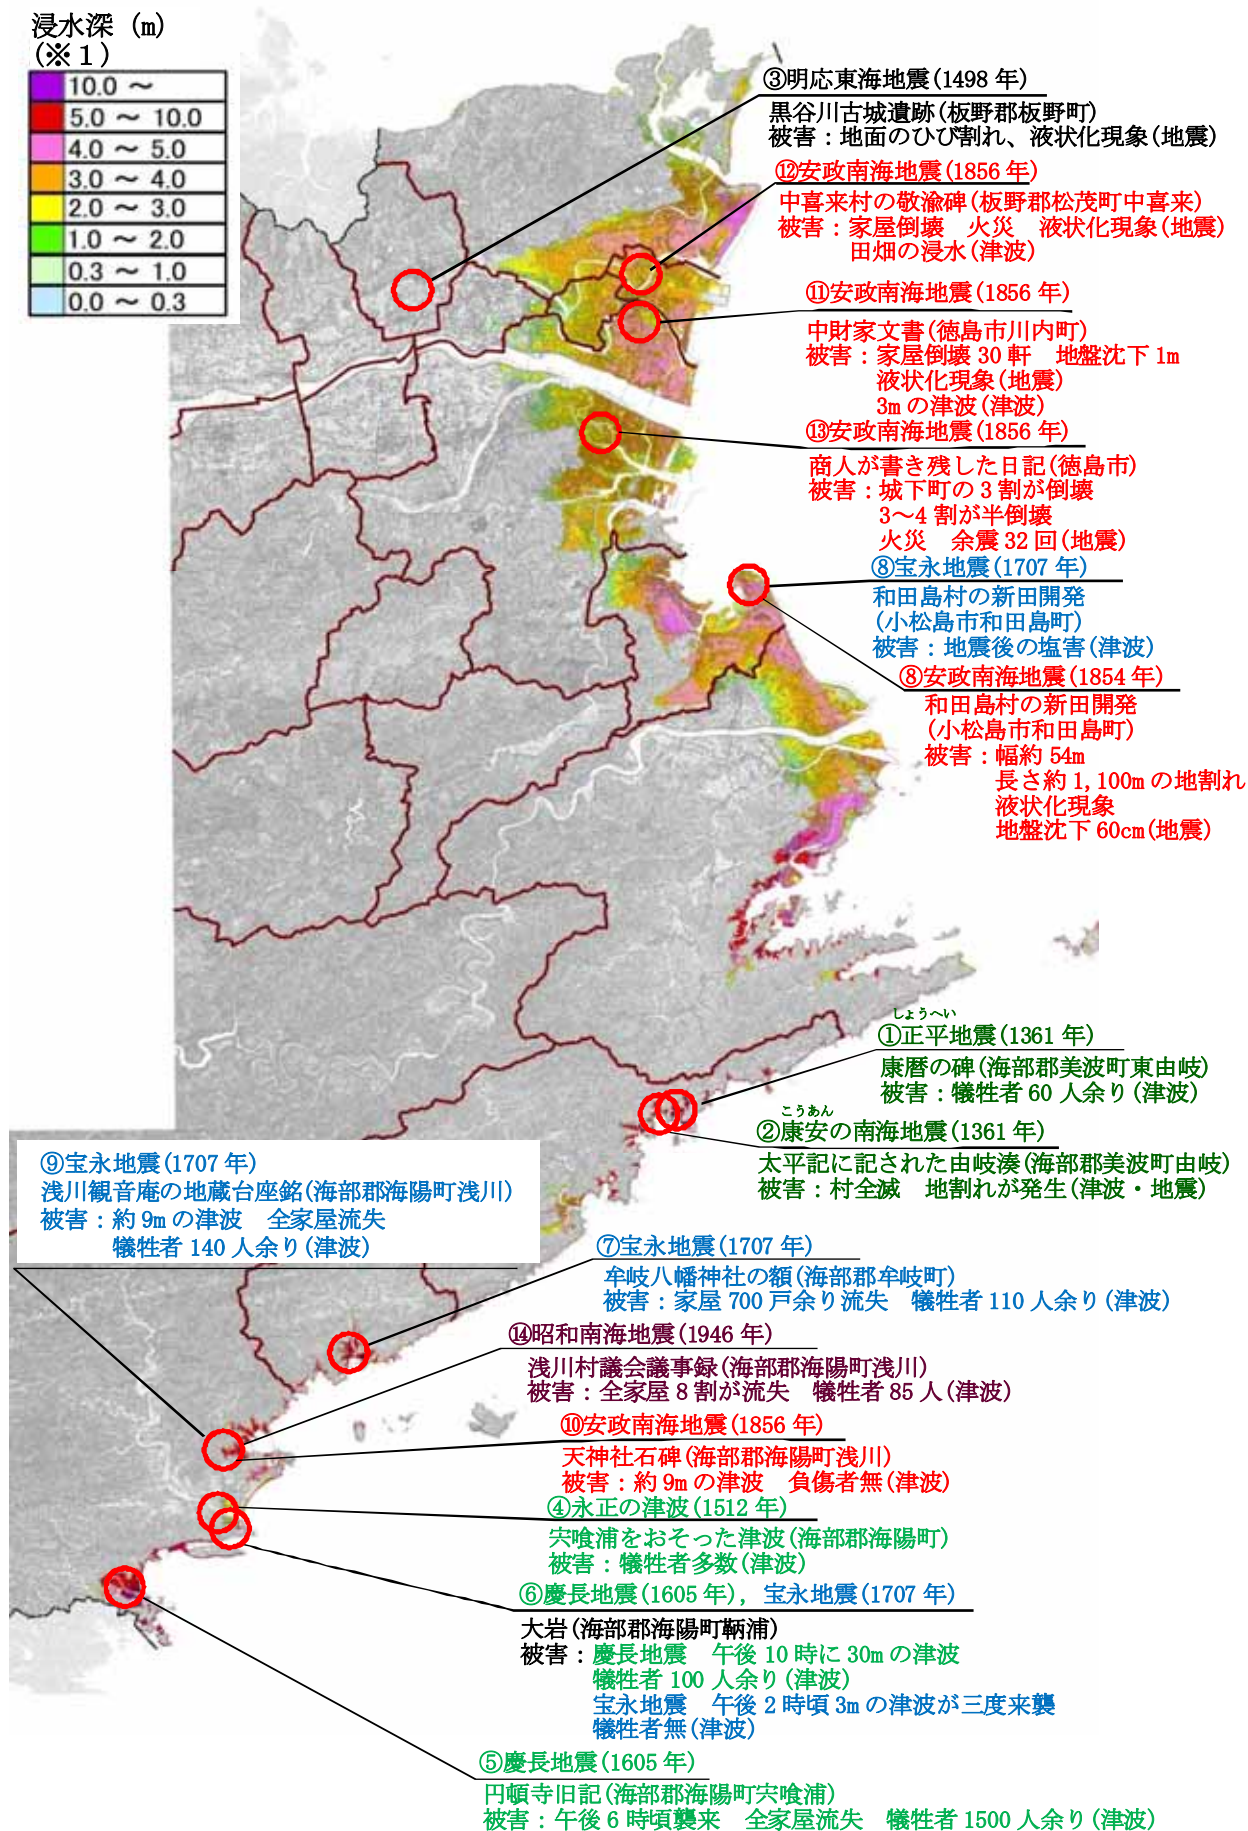 浸水深 (m)
(※１)
10.0 ～
5.0 ～ 10.0
4.0 ～ 5.0
3.0 ～ 4.0
2.0 ～ 3.0
1.0 ～ 2.0
0.3 ～ 1.0
0.0 ～ 0.3
③明応東海地震(1498 年)
黒谷川古城遺跡(板野郡板野町)
被害：地面のひび割れ、液状化現象(地震)
⑫安政南海地震(1856 年)
中喜来村の敬渝碑(板野郡松茂町中喜来)
被害：家屋倒壊　火災　液状化現象(地震)
田畑の浸水(津波)
⑪安政南海地震(1856 年)
中財家文書(徳島市川内町)
被害：家屋倒壊 30 軒　地盤沈下 1m
液状化現象(地震)
3m の津波(津波)
⑬安政南海地震(1856 年)
商人が書き残した日記(徳島市)
被害：城下町の 3 割が倒壊
3～4 割が半倒壊
火災　余震 32 回(地震)
⑧宝永地震(1707 年)
和田島村の新田開発
(小松島市和田島町)
被害：地震後の塩害(津波)
⑧安政南海地震(1854 年)
和田島村の新田開発
(小松島市和田島町)
被害：幅約 54m
長さ約 1,100m の地割れ
液状化現象
地盤沈下 60cm(地震)
しょうへい
①正平地震(1361 年)
康暦の碑(海部郡美波町東由岐)
被害：犠牲者 60 人余り(津波)
こうあん
②康安の南海地震(1361 年)
太平記に記された由岐湊(海部郡美波町由岐)
被害：村全滅　地割れが発生(津波・地震)
⑨宝永地震(1707 年)
浅川観音庵の地蔵台座銘(海部郡海陽町浅川)
被害：約 9m の津波　全家屋流失
犠牲者 140 人余り(津波)
⑦宝永地震(1707 年)
牟岐八幡神社の額(海部郡牟岐町)
被害：家屋 700 戸余り流失　犠牲者 110 人余り(津波)
⑭昭和南海地震(1946 年)
浅川村議会議事録(海部郡海陽町浅川)
被害：全家屋 8 割が流失　犠牲者 85 人(津波)
⑩安政南海地震(1856 年)
天神社石碑(海部郡海陽町浅川)
被害：約 9m の津波　負傷者無(津波)
④永正の津波(1512 年)
宍喰浦をおそった津波(海部郡海陽町)
被害：犠牲者多数(津波)
⑥慶長地震(1605 年)，宝永地震(1707 年)
大岩(海部郡海陽町鞆浦)
被害：慶長地震　午後 10 時に 30m の津波
犠牲者 100 人余り(津波)
宝永地震　午後 2 時頃 3m の津波が三度来襲
犠牲者無(津波)
⑤慶長地震(1605 年)
円頓寺旧記(海部郡海陽町宍喰浦)
被害：午後 6 時頃襲来　全家屋流失　犠牲者 1500 人余り(津波)